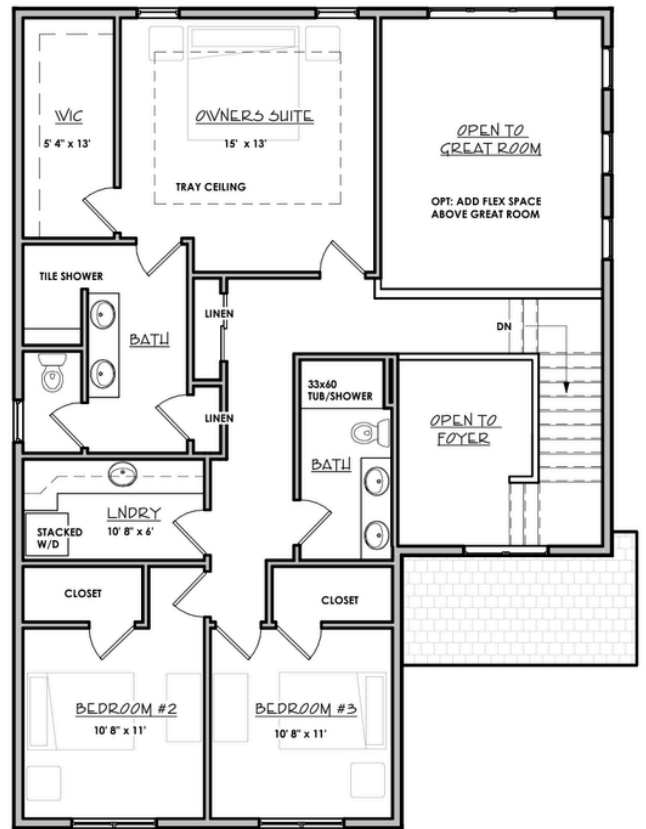 WIC
5' 4" x 13'
OWNERS SUITE
15' x 13'
TRAY CEILING
OPEN TO
GREAT ROOM
OPT: ADD FLEX SPACE
ABOVE GREAT ROOM
TILE SHOWER
BATH
LINEN
DN
LINEN
33x60
TUB/SHOWER
BATH
OPEN TO
FOYER
LNDRY
10' 8" x 6'
STACKED
W/D
CLOSET
CLOSET
BEDROOM #2
10' 8" x 11'
BEDROOM #3
10' 8" x 11'